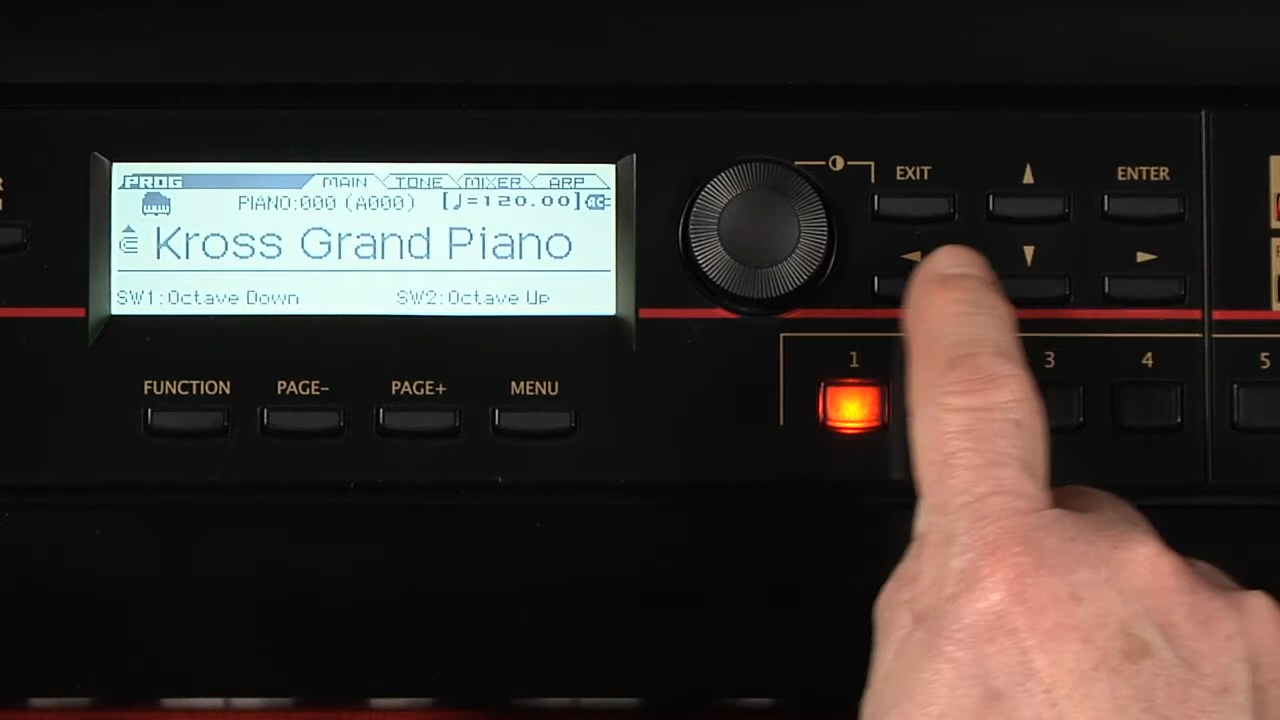 PROG MAIN TONE MIXER ARP
PIANO:000 (A000) [♩=120.00]
Kross Grand Piano
SW1:Octave Down SW2:Octave Up
EXIT ▲ ENTER
◄ ▼ ►
FUNCTION PAGE- PAGE+ MENU
1 3 4 5